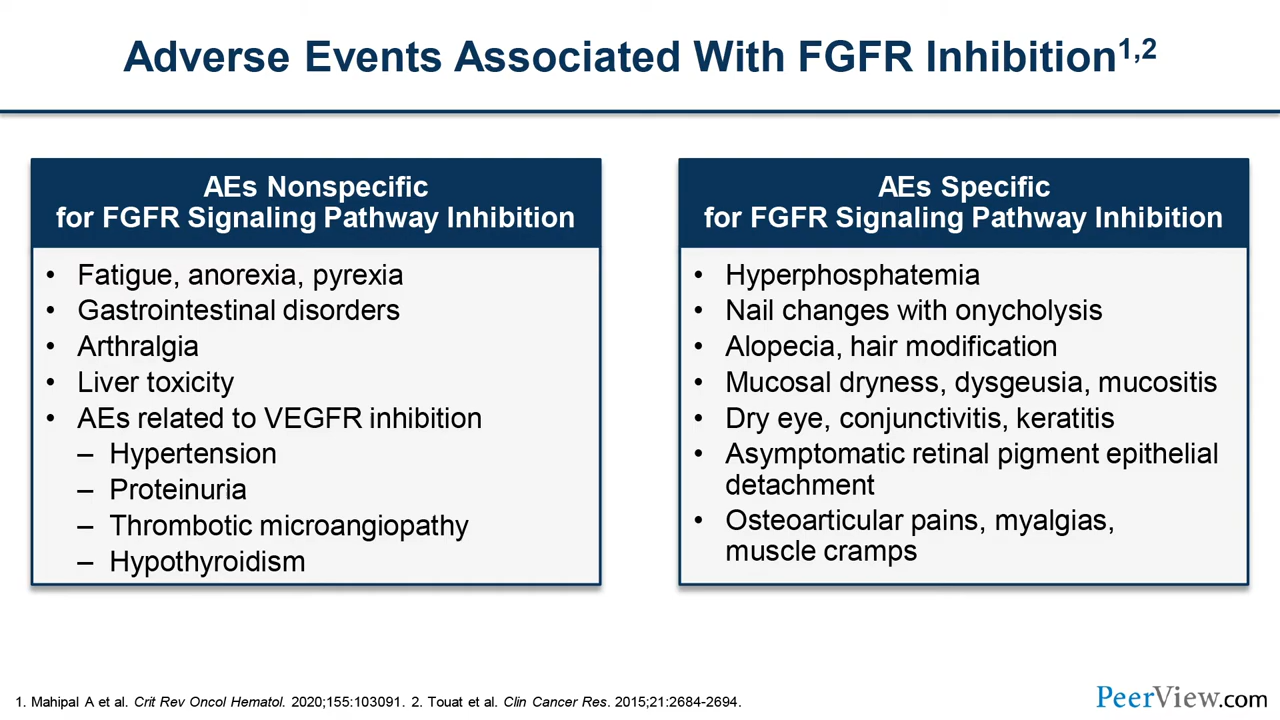 Adverse Events Associated With FGFR Inhibition1,2
AEs Nonspecific
for FGFR Signaling Pathway Inhibition
• Fatigue, anorexia, pyrexia
• Gastrointestinal disorders
• Arthralgia
• Liver toxicity
• AEs related to VEGFR inhibition
– Hypertension
– Proteinuria
– Thrombotic microangiopathy
– Hypothyroidism
AEs Specific
for FGFR Signaling Pathway Inhibition
• Hyperphosphatemia
• Nail changes with onycholysis
• Alopecia, hair modification
• Mucosal dryness, dysgeusia, mucositis
• Dry eye, conjunctivitis, keratitis
• Asymptomatic retinal pigment epithelial
detachment
• Osteoarticular pains, myalgias,
muscle cramps
1. Mahipal A et al. Crit Rev Oncol Hematol. 2020;155:103091. 2. Touat et al. Clin Cancer Res. 2015;21:2684-2694.
PeerView.com